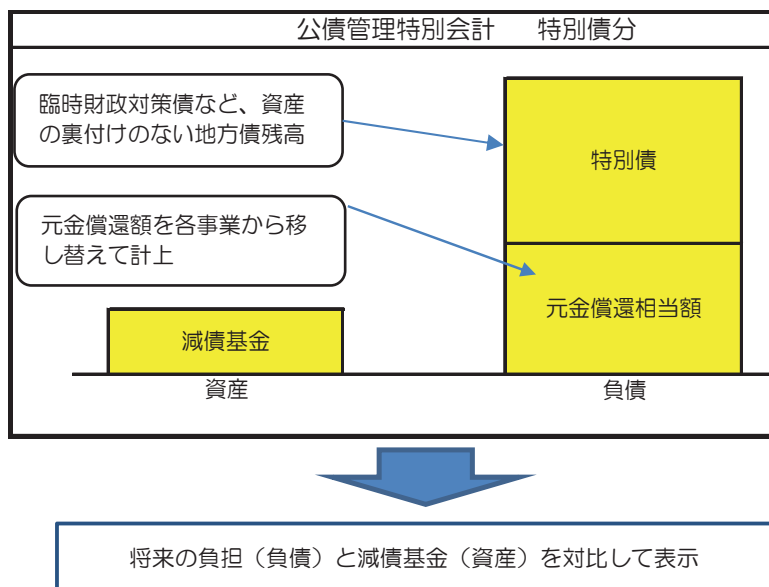 公債管理特別会計　特別債分
臨時財政対策債など、資産
の裏付けのない地方債残高
特別債
元金償還額を各事業から移
し替えて計上
元金償還相当額
減債基金
資産
負債
将来の負担（負債）と減債基金（資産）を対比して表示